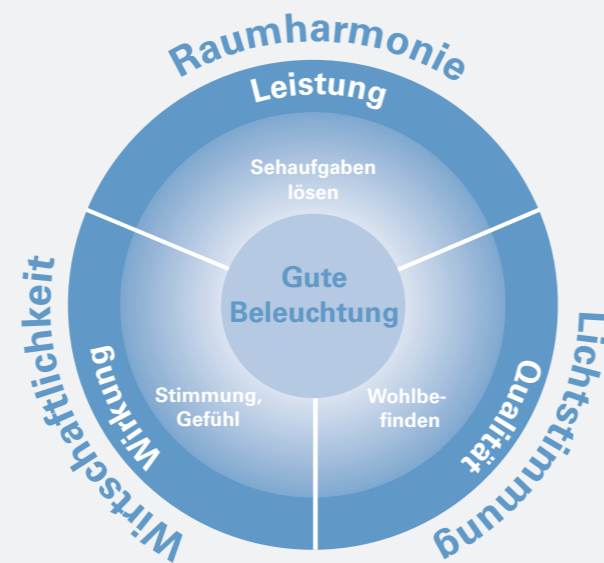 Raumharmonie
Leistung
Sehaufgaben
lösen
Gute
Beleuchtung
Wirtschaftlichkeit
Wirkung
Stimmung,
Gefühl
Wohlbe-
finden
Qualität
Lichtstimmung